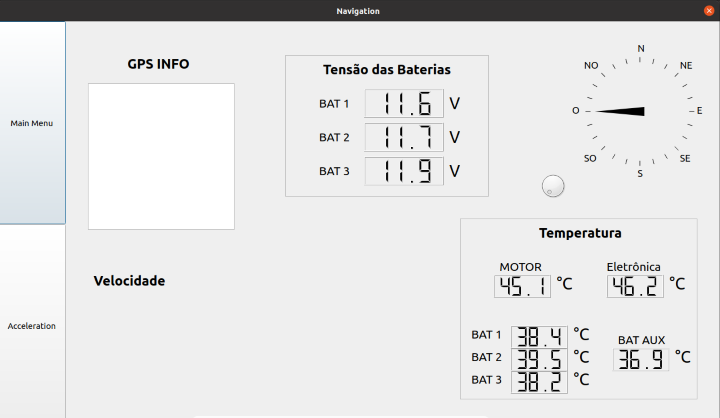 Navigation
Main Menu
Acceleration
GPS INFO
Velocidade
Tensão das Baterias
BAT 1 11.6 V
BAT 2 11.7 V
BAT 3 11.9 V
N
NO NE
O E
SO SE
S
Temperatura
MOTOR Eletrônica
45.1 °C 46.2 °C
BAT 1 38.4 °C
BAT AUX
BAT 2 39.5 °C 36.9 °C
BAT 3 38.2 °C